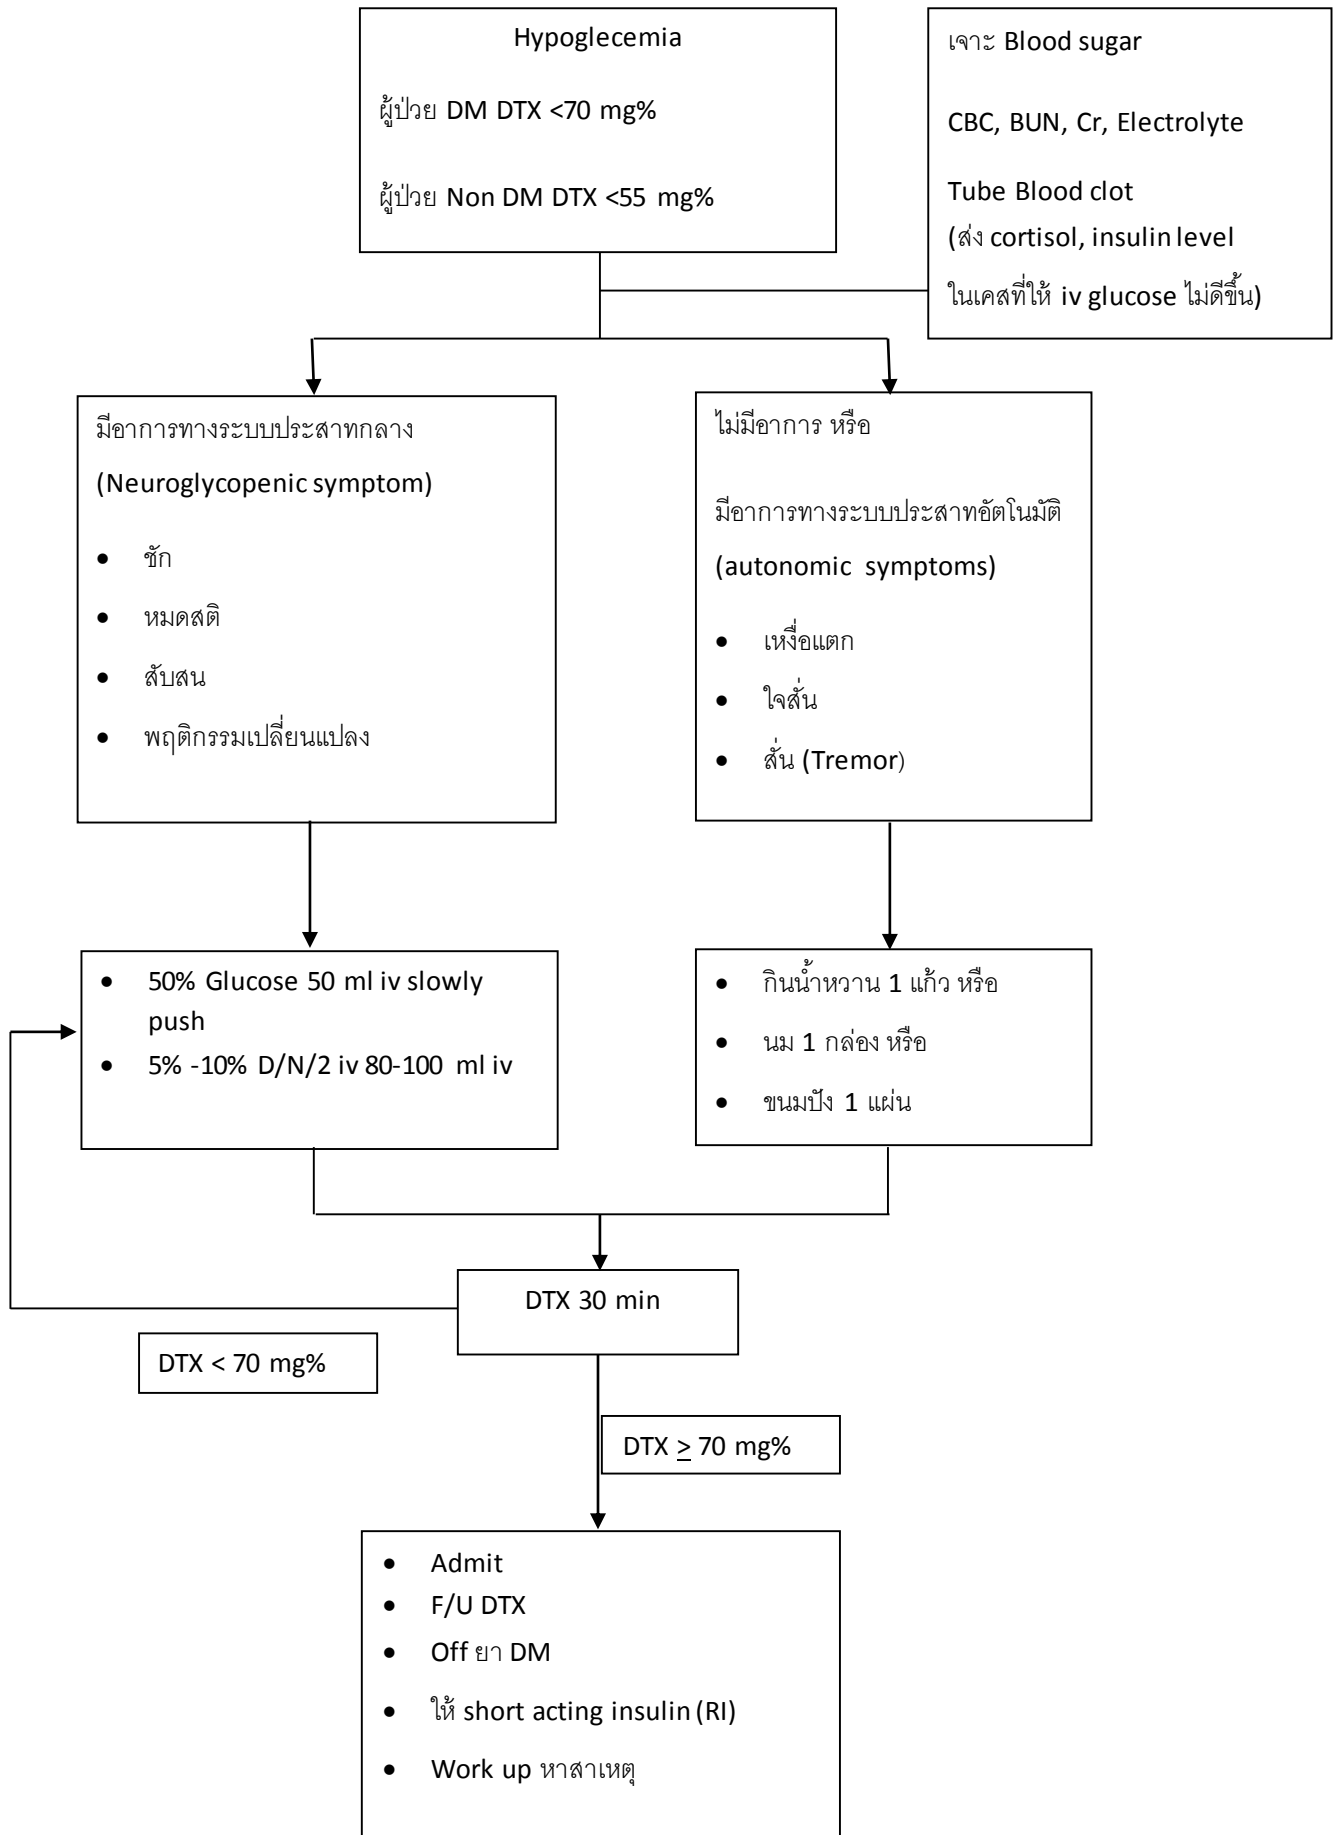 Hypoglecemia
ผู้ป่วย DM DTX <70 mg%
ผู้ป่วย Non DM DTX <55 mg%
เจาะ Blood sugar
CBC, BUN, Cr, Electrolyte
Tube Blood clot
(ส่ง cortisol, insulin level
ในเคสที่ให้ iv glucose ไม่ดีขึ้น)
มีอาการทางระบบประสาทกลาง
(Neuroglycopenic symptom)
• ชัก
• หมดสติ
• สับสน
• พฤติกรรมเปลี่ยนแปลง
ไม่มีอาการ หรือ
มีอาการทางระบบประสาทอัตโนมัติ
(autonomic symptoms)
• เหงื่อแตก
• ใจสั่น
• สั่น (Tremor)
• 50% Glucose 50 ml iv slowly
push
• 5% -10% D/N/2 iv 80-100 ml iv
• กินน้ำหวาน 1 แก้ว หรือ
• นม 1 กล่อง หรือ
• ขนมปัง 1 แผ่น
DTX 30 min
DTX < 70 mg%
DTX ≥ 70 mg%
• Admit
• F/U DTX
• Off ยา DM
• ให้ short acting insulin (RI)
• Work up หาสาเหตุ